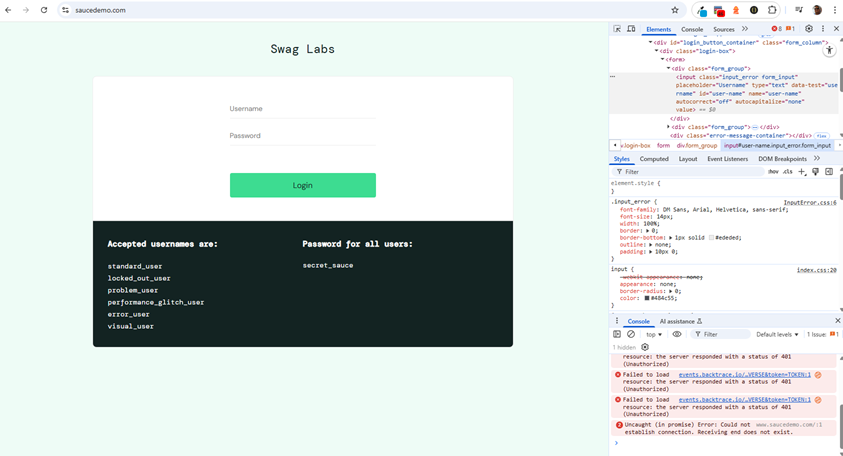 saucedemo.com
Swag Labs
Username
Password
Login
Accepted usernames are:
standard_user
locked_out_user
problem_user
performance_glitch_user
error_user
visual_user
Password for all users:
secret_sauce
Elements Console Sources 8 1
<div id="login_button_container" class="form_column">
<div class="login-box">
<form>
<div class="form_group">
<input class="input_error form_input"
placeholder="Username" type="text" data-test="us
ername" id="user-name" name="user-name"
autocorrect="off" autocapitalize="none"
value> == $0
</div>
<div class="form_group"> </div>
<div class="error-message-container"></div> flex
v.login-box form div.form_group input#user-name.input_error.form_input
Styles Computed Layout Event Listeners DOM Breakpoints
Filter :hov .cls
element.style {
}
.input_error { InputError.css:6
font-family: DM Sans, Arial, Helvetica, sans-serif;
font-size: 14px;
width: 100%;
border: 0;
border-bottom: 1px solid #ededed;
outline: none;
padding: 10px 0;
}
input { index.css:20
-webkit-appearance: none;
appearance: none;
border-radius: 0;
color: #484c55;
}
Console AI assistance
top Filter Default levels 1 Issue: 1
1 hidden
resource: the server responded with a status of 401
(Unauthorized)
Failed to load events.backtrace.io/…VERSE&token=TOKEN:1
resource: the server responded with a status of 401
(Unauthorized)
Failed to load events.backtrace.io/…VERSE&token=TOKEN:1
resource: the server responded with a status of 401
(Unauthorized)
2 Uncaught (in promise) Error: Could not www.saucedemo.com/:1
establish connection. Receiving end does not exist.